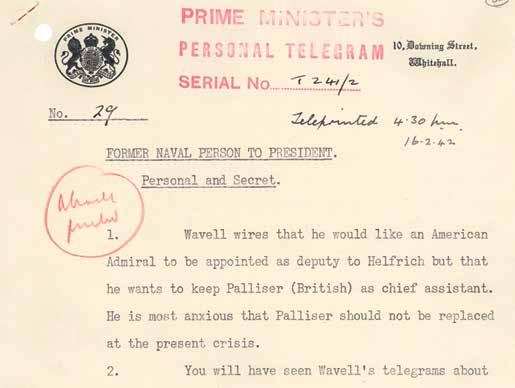 PRIME MINISTER
PRIME MINISTER'S
PERSONAL TELEGRAM
SERIAL No. T 241/2
10, Downing Street,
Whitehall.
No. 29
Teleprinted 4.30 hrs.
16-2-42
FORMER NAVAL PERSON TO PRESIDENT.
Personal and Secret.
1. Wavell wires that he would like an American
Admiral to be appointed as deputy to Helfrich but that
he wants to keep Palliser (British) as chief assistant.
He is most anxious that Palliser should not be replaced
at the present crisis.
2. You will have seen Wavell's telegrams about